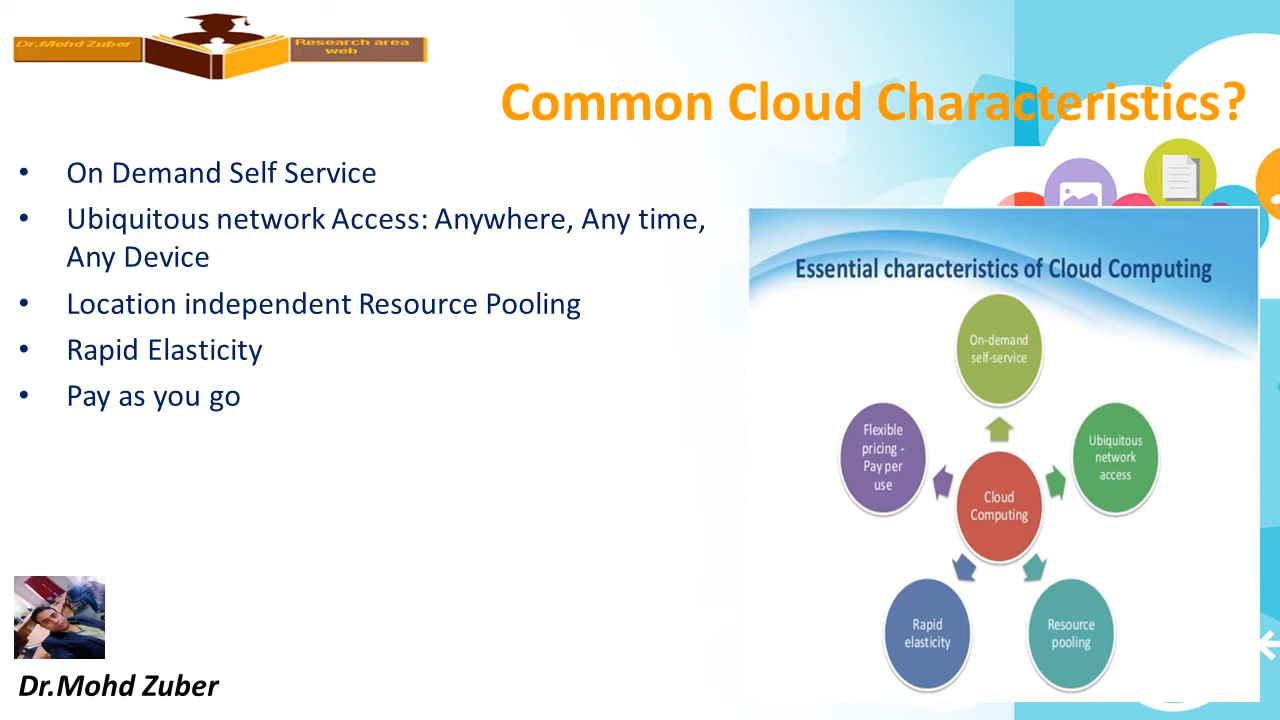 Dr.Mohd Zuber
Research area
web
Common Cloud Characteristics?
• On Demand Self Service
• Ubiquitous network Access: Anywhere, Any time,
Any Device
• Location independent Resource Pooling
• Rapid Elasticity
• Pay as you go
Essential characteristics of Cloud Computing
On-demand
self-service
Flexible
pricing -
Pay per
use
Ubiquitous
network
access
Cloud
Computing
Rapid
elasticity
Resource
pooling
Dr.Mohd Zuber